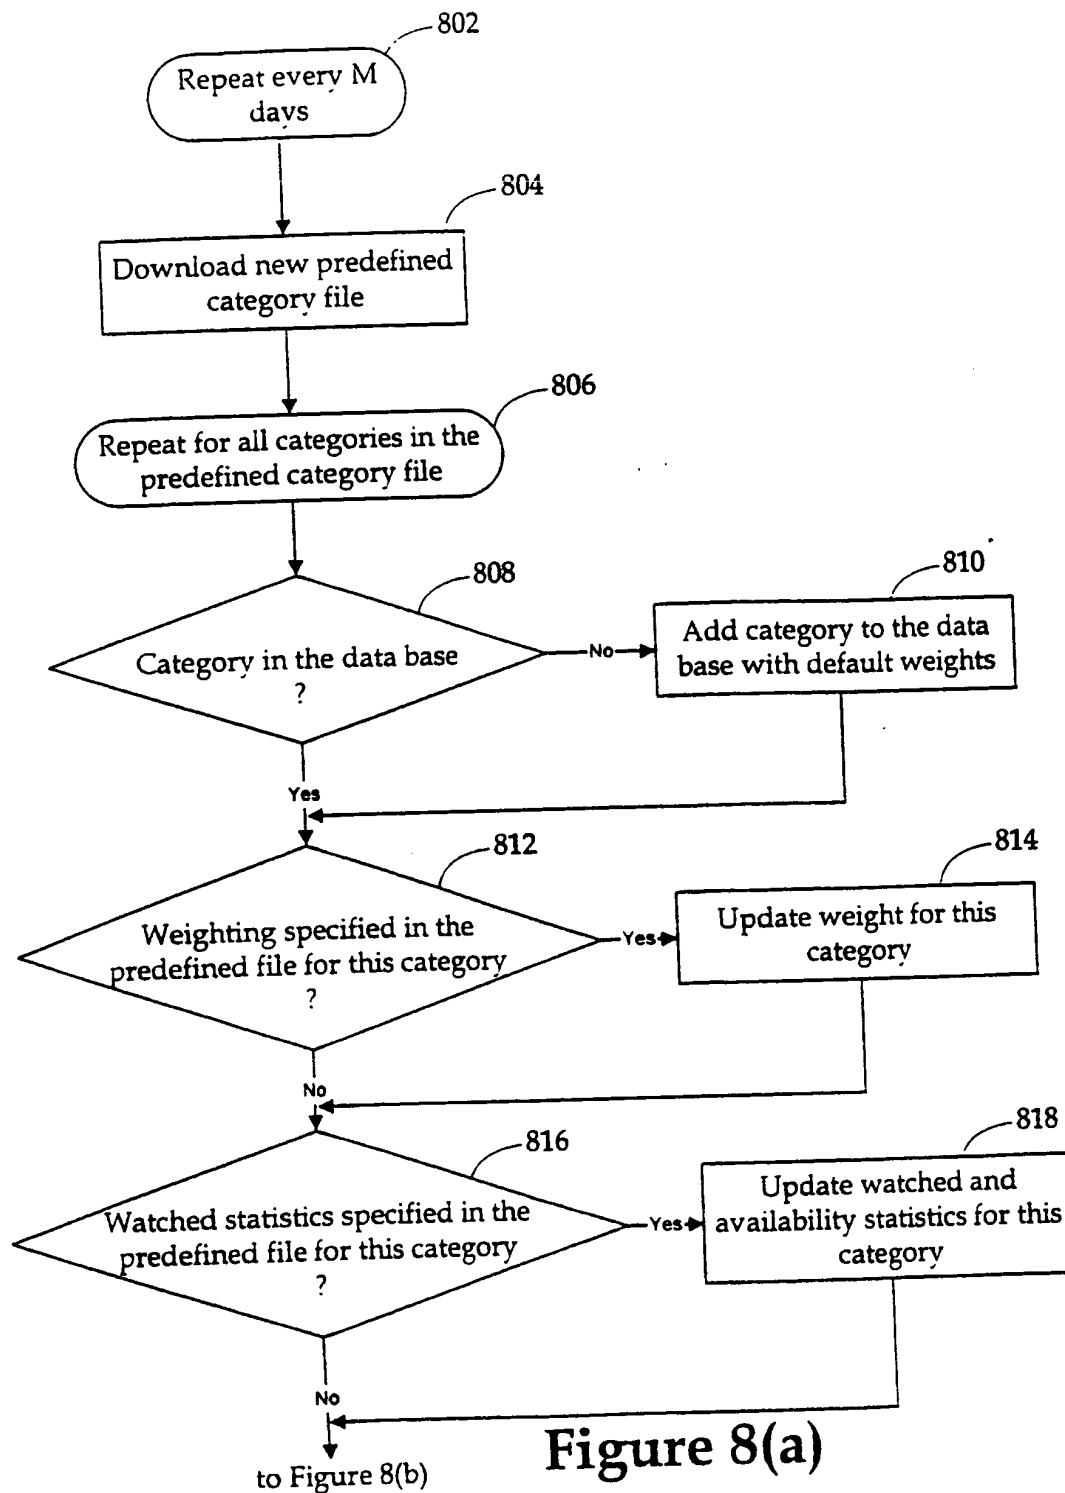 802
Repeat every M
days
804
Download new predefined
category file
806
Repeat for all categories in the
predefined category file
808
Category in the data base
?
No
810
Add category to the data
base with default weights
Yes
812
Weighting specified in the
predefined file for this category
?
Yes
814
Update weight for this
category
No
816
Watched statistics specified in the
predefined file for this category
?
Yes
818
Update watched and
availability statistics for this
category
No
to Figure 8(b)
Figure 8(a)